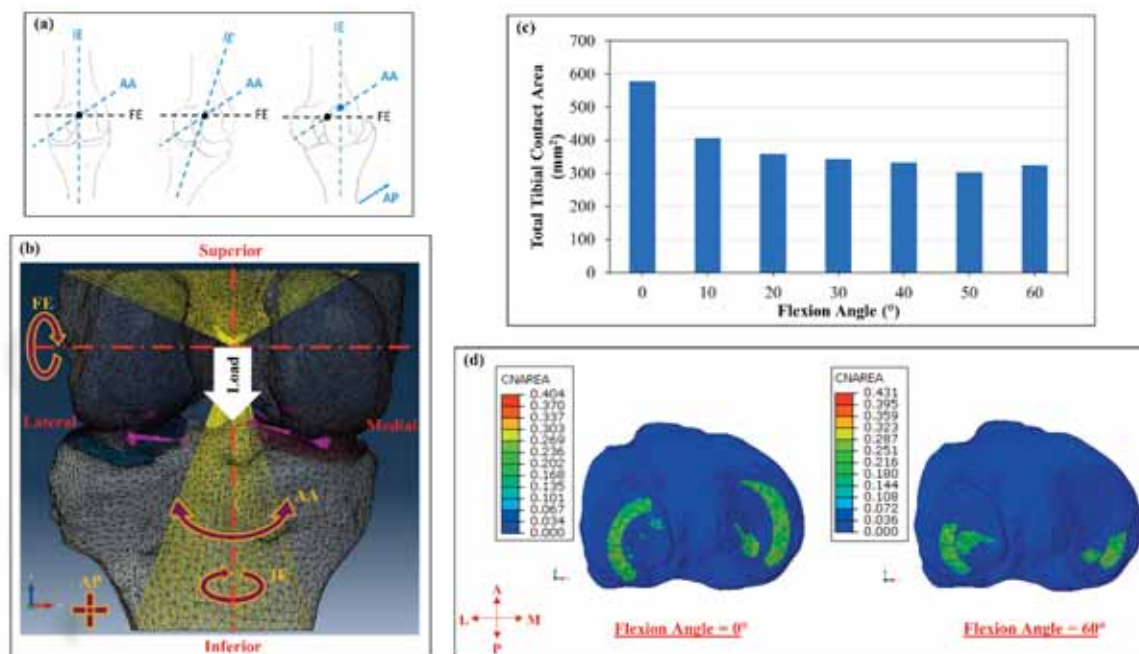 (a)
IE
IE
IE
AA
AA
AA
FE
FE
FE
AP
(b)
Superior
FE
Load
Lateral
Medial
AA
IE
AP
Inferior
(c)
Total Tibial Contact Area
(mm²)
700
600
500
400
300
200
100
0
0 10 20 30 40 50 60
Flexion Angle (°)
(d)
CNAREA
0.404
0.370
0.337
0.303
0.269
0.236
0.202
0.168
0.135
0.101
0.067
0.034
0.000
CNAREA
0.431
0.395
0.359
0.323
0.287
0.251
0.216
0.180
0.144
0.108
0.072
0.036
0.000
A
L M
P
Flexion Angle = 0°
Flexion Angle = 60°